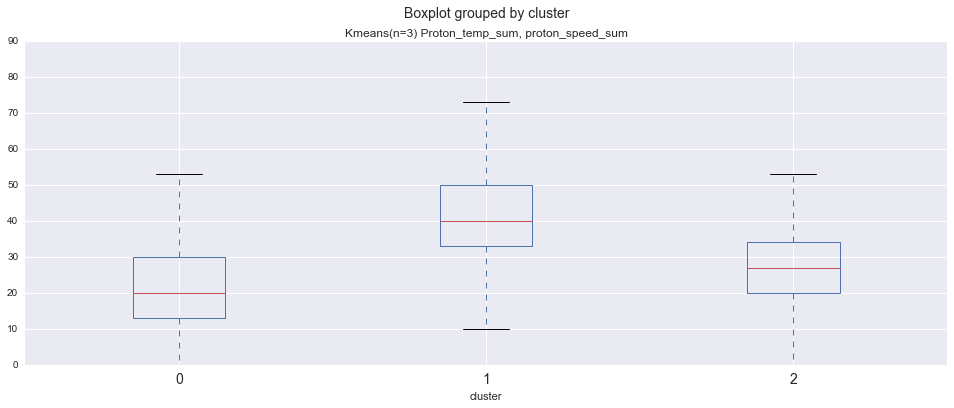 Boxplot grouped by cluster
Kmeans(n=3) Proton_temp_sum, proton_speed_sum
90
80
70
60
50
40
30
20
10
0
0 1 2
cluster